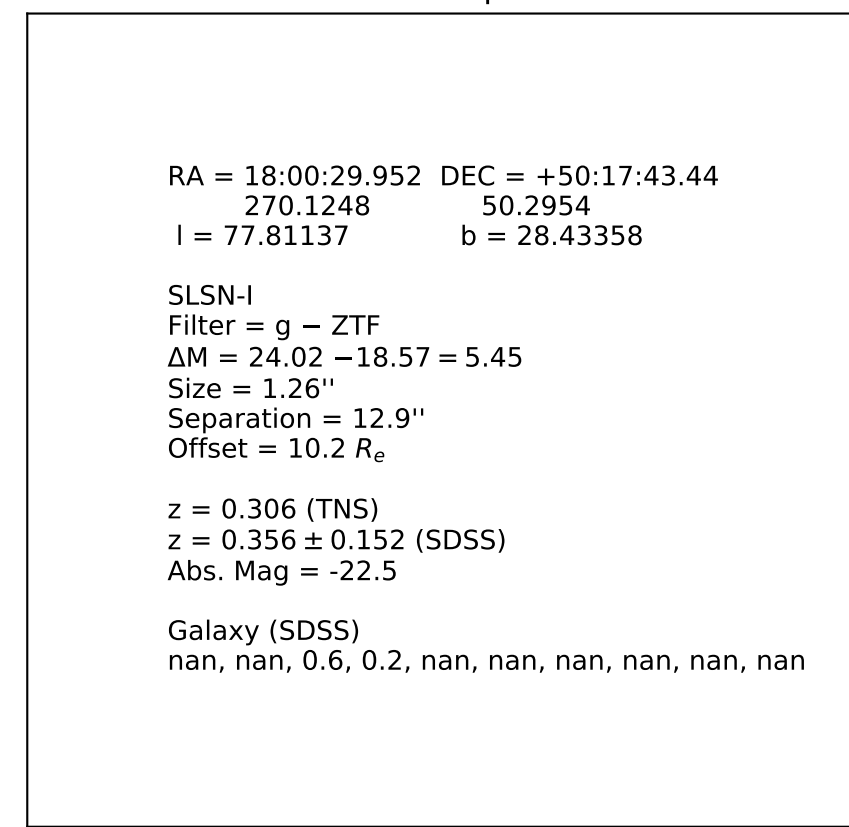 RA = 18:00:29.952  DEC = +50:17:43.44
270.1248 50.2954
l = 77.81137 b = 28.43358
SLSN-I
Filter = g − ZTF
ΔM = 24.02 −18.57 = 5.45
Size = 1.26''
Separation = 12.9''
Offset = 10.2 Re
z = 0.306 (TNS)
z = 0.356 ± 0.152 (SDSS)
Abs. Mag = -22.5
Galaxy (SDSS)
nan, nan, 0.6, 0.2, nan, nan, nan, nan, nan, nan